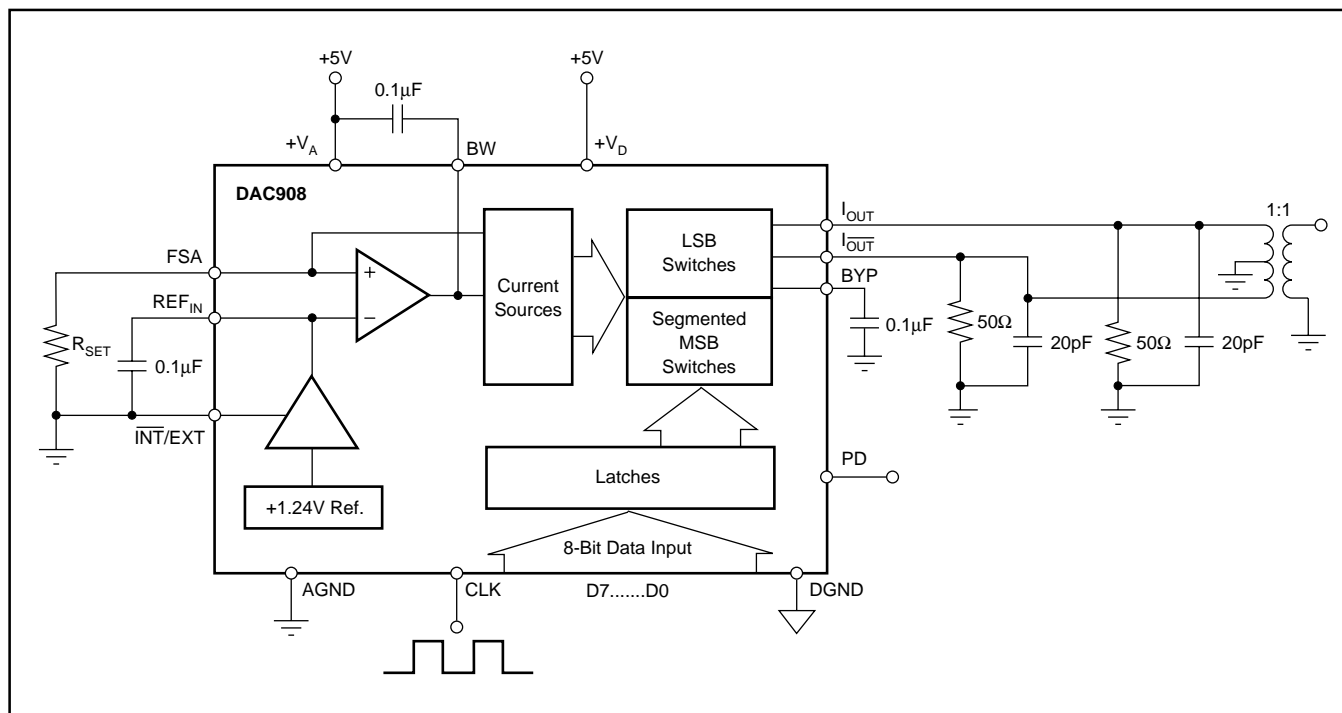 +5V
+5V
0.1µF
+V_A
BW
+V_D
DAC908
FSA
REF_IN
R_SET
0.1µF
I̅N̅T̅/EXT
+
−
+1.24V Ref.
Current
Sources
LSB
Switches
Segmented
MSB
Switches
Latches
8-Bit Data Input
I_OUT
I_O̅U̅T̅
BYP
0.1µF
50Ω
20pF
50Ω
20pF
1:1
PD
AGND
CLK
D7.......D0
DGND